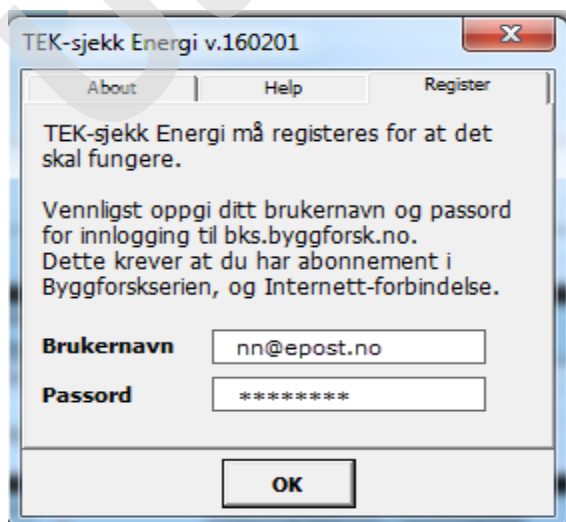 TEK-sjekk Energi v.160201
About Help Register
TEK-sjekk Energi må registeres for at det
skal fungere.
Vennligst oppgi ditt brukernavn og passord
for innlogging til bks.byggforsk.no.
Dette krever at du har abonnement i
Byggforskserien, og Internett-forbindelse.
Brukernavn nn@epost.no
Passord ********
OK